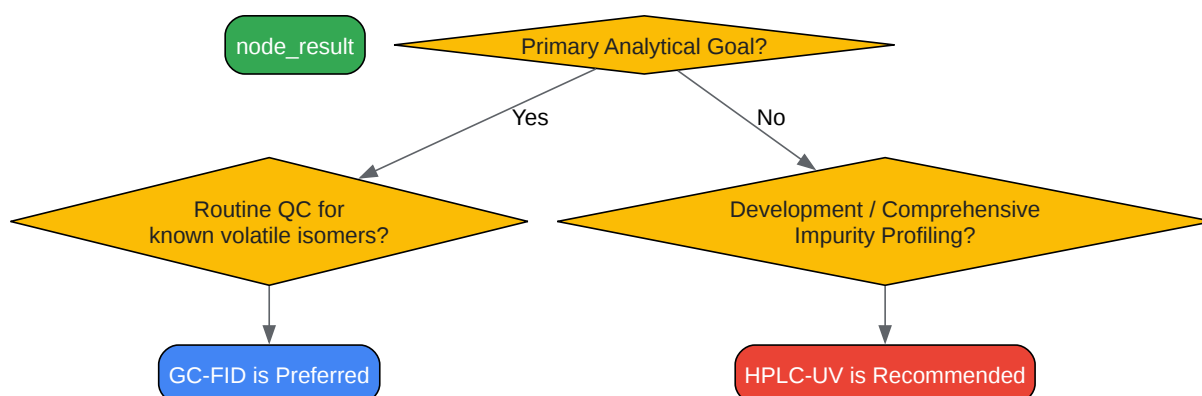 node_result
Primary Analytical Goal?
Yes
No
Routine QC for
known volatile isomers?
Development / Comprehensive
Impurity Profiling?
GC-FID is Preferred
HPLC-UV is Recommended